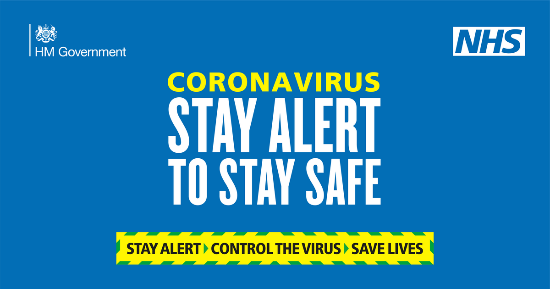 HM Government
NHS
CORONAVIRUS
STAY ALERT
TO STAY SAFE
STAY ALERT CONTROL THE VIRUS SAVE LIVES